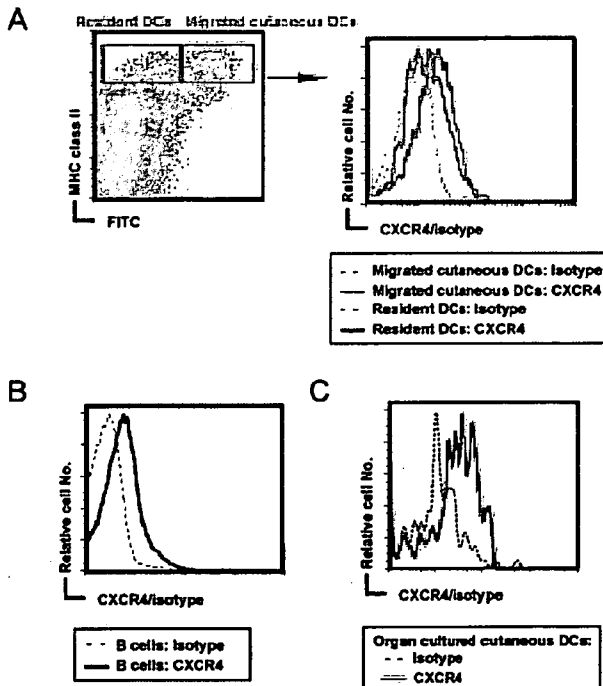 A
Resident DCs Migrated cutaneous DCs
MHC class II
FITC
Relative cell No.
CXCR4/Isotype
Migrated cutaneous DCs: Isotype
Migrated cutaneous DCs: CXCR4
Resident DCs: Isotype
Resident DCs: CXCR4
B
Relative cell No.
CXCR4/Isotype
B cells: Isotype
B cells: CXCR4
C
Relative cell No.
CXCR4/Isotype
Organ cultured cutaneous DCs:
Isotype
CXCR4